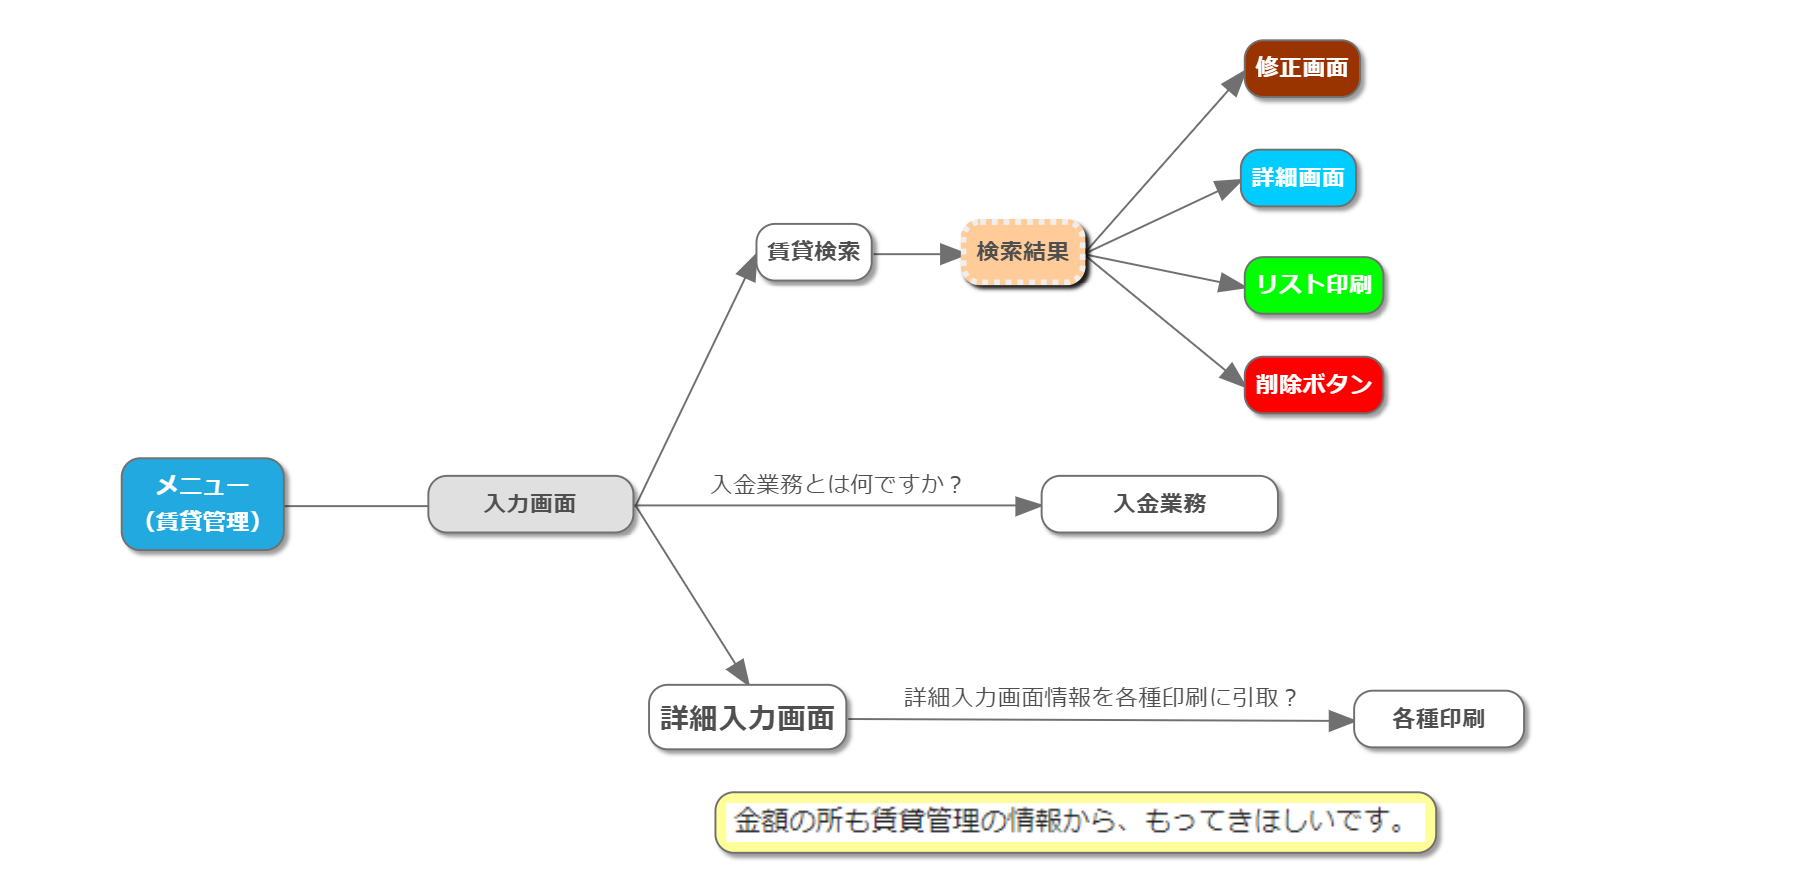 修正画面
詳細画面
賃貸検索
検索結果
リスト印刷
削除ボタン
メニュー
（賃貸管理）
入力画面
入金業務とは何ですか？
入金業務
詳細入力画面
詳細入力画面情報を各種印刷に引取？
各種印刷
金額の所も賃貸管理の情報から、もってきほしいです。